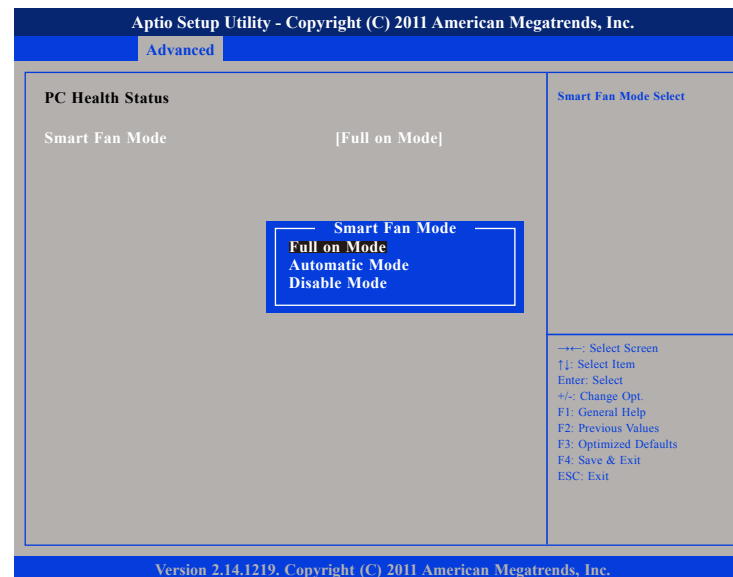 Aptio Setup Utility - Copyright (C) 2011 American Megatrends, Inc.
Advanced
PC Health Status
Smart Fan Mode [Full on Mode]
Smart Fan Mode
Full on Mode
Automatic Mode
Disable Mode
Smart Fan Mode Select
→←: Select Screen
↑↓: Select Item
Enter: Select
+/-: Change Opt.
F1: General Help
F2: Previous Values
F3: Optimized Defaults
F4: Save & Exit
ESC: Exit
Version 2.14.1219. Copyright (C) 2011 American Megatrends, Inc.